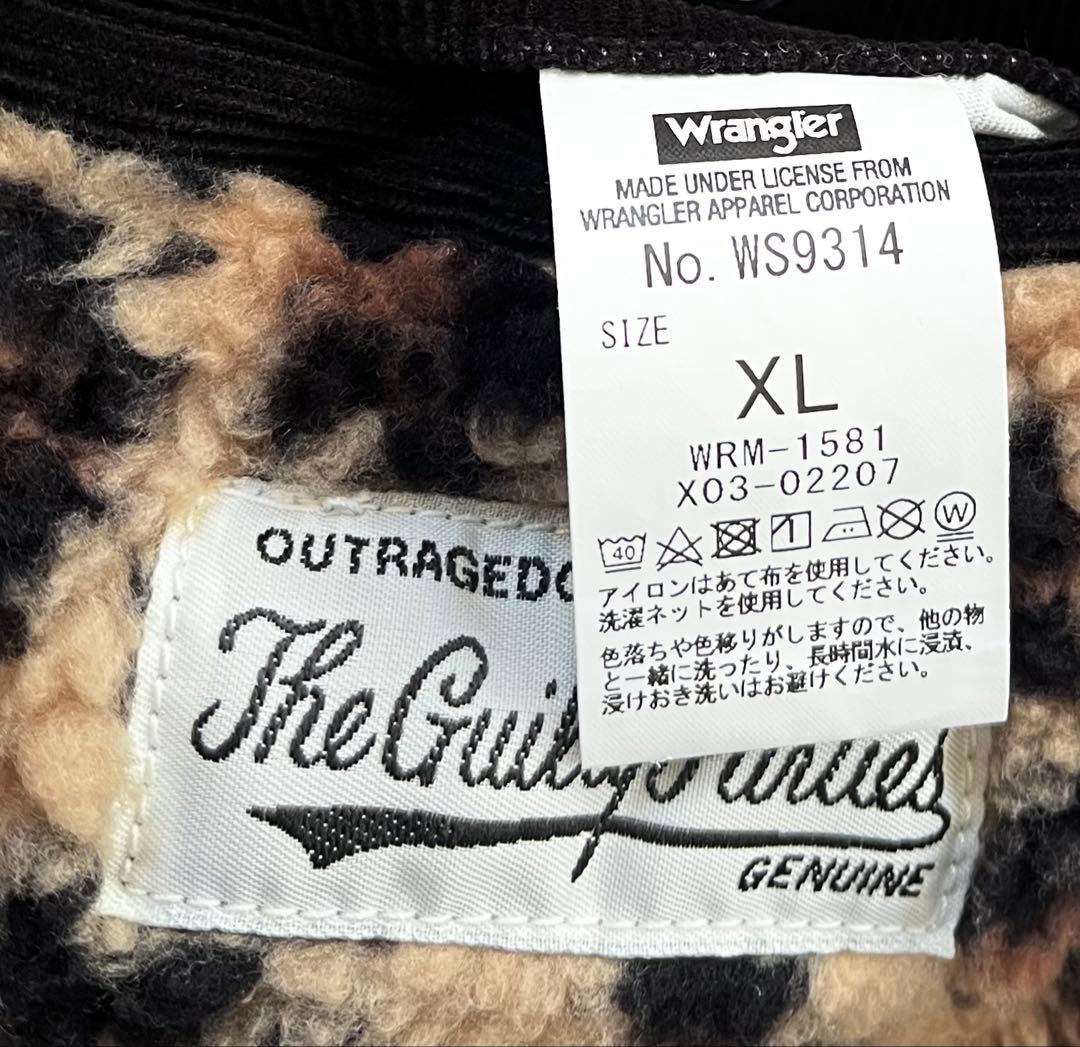 Wrangler
MADE UNDER LICENSE FROM
WRANGLER APPAREL CORPORATION
No. WS9314
SIZE
XL
WRM-1581
X03-02207
40
W
アイロンはあて布を使用してください。
洗濯ネットを使用してください。
色落ちや色移りがしますので、他の物
と一緒に洗ったり、長時間水に浸漬、
浸けおき洗いはお避けください。
The Guilty Parties
GENUINE